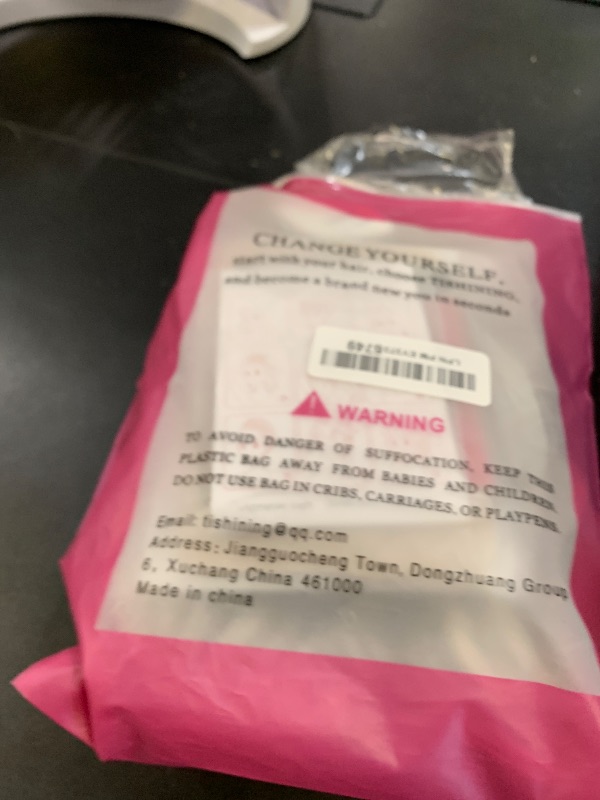 CHANGE YOURSELF,
start with your hair, choose TISHINING,
and become a brand new you in seconds
WARNING
TO AVOID DANGER OF SUFFOCATION, KEEP THIS
PLASTIC BAG AWAY FROM BABIES AND CHILDREN.
DO NOT USE BAG IN CRIBS, CARRIAGES, OR PLAYPENS.
Email: tishining@qq.com
Address: Jiangguocheng Town, Dongzhuang Group
6, Xuchang China 461000
Made in china